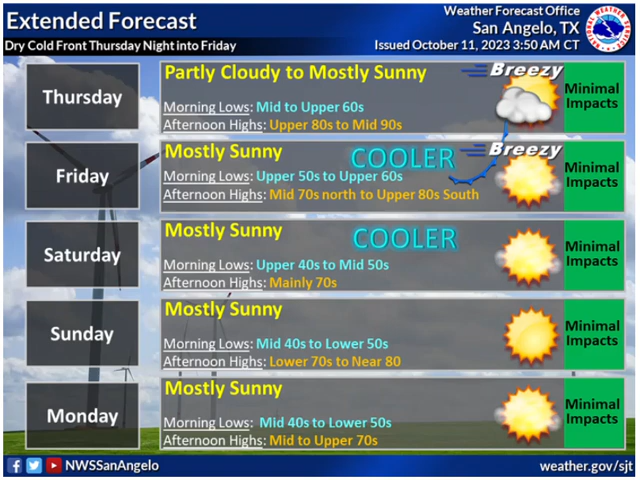 Extended Forecast
Dry Cold Front Thursday Night into Friday
Weather Forecast Office
San Angelo, TX
Issued October 11, 2023 3:50 AM CT
NATIONAL WEATHER SERVICE
Thursday
Partly Cloudy to Mostly Sunny
Breezy
Morning Lows: Mid to Upper 60s
Afternoon Highs: Upper 80s to Mid 90s
Minimal
Impacts
Friday
Mostly Sunny
COOLER
Breezy
Morning Lows: Upper 50s to Upper 60s
Afternoon Highs: Mid 70s north to Upper 80s South
Minimal
Impacts
Saturday
Mostly Sunny
COOLER
Morning Lows: Upper 40s to Mid 50s
Afternoon Highs: Mainly 70s
Minimal
Impacts
Sunday
Mostly Sunny
Morning Lows: Mid 40s to Lower 50s
Afternoon Highs: Lower 70s to Near 80
Minimal
Impacts
Monday
Mostly Sunny
Morning Lows: Mid 40s to Lower 50s
Afternoon Highs: Mid to Upper 70s
Minimal
Impacts
NWSSanAngelo
weather.gov/sjt